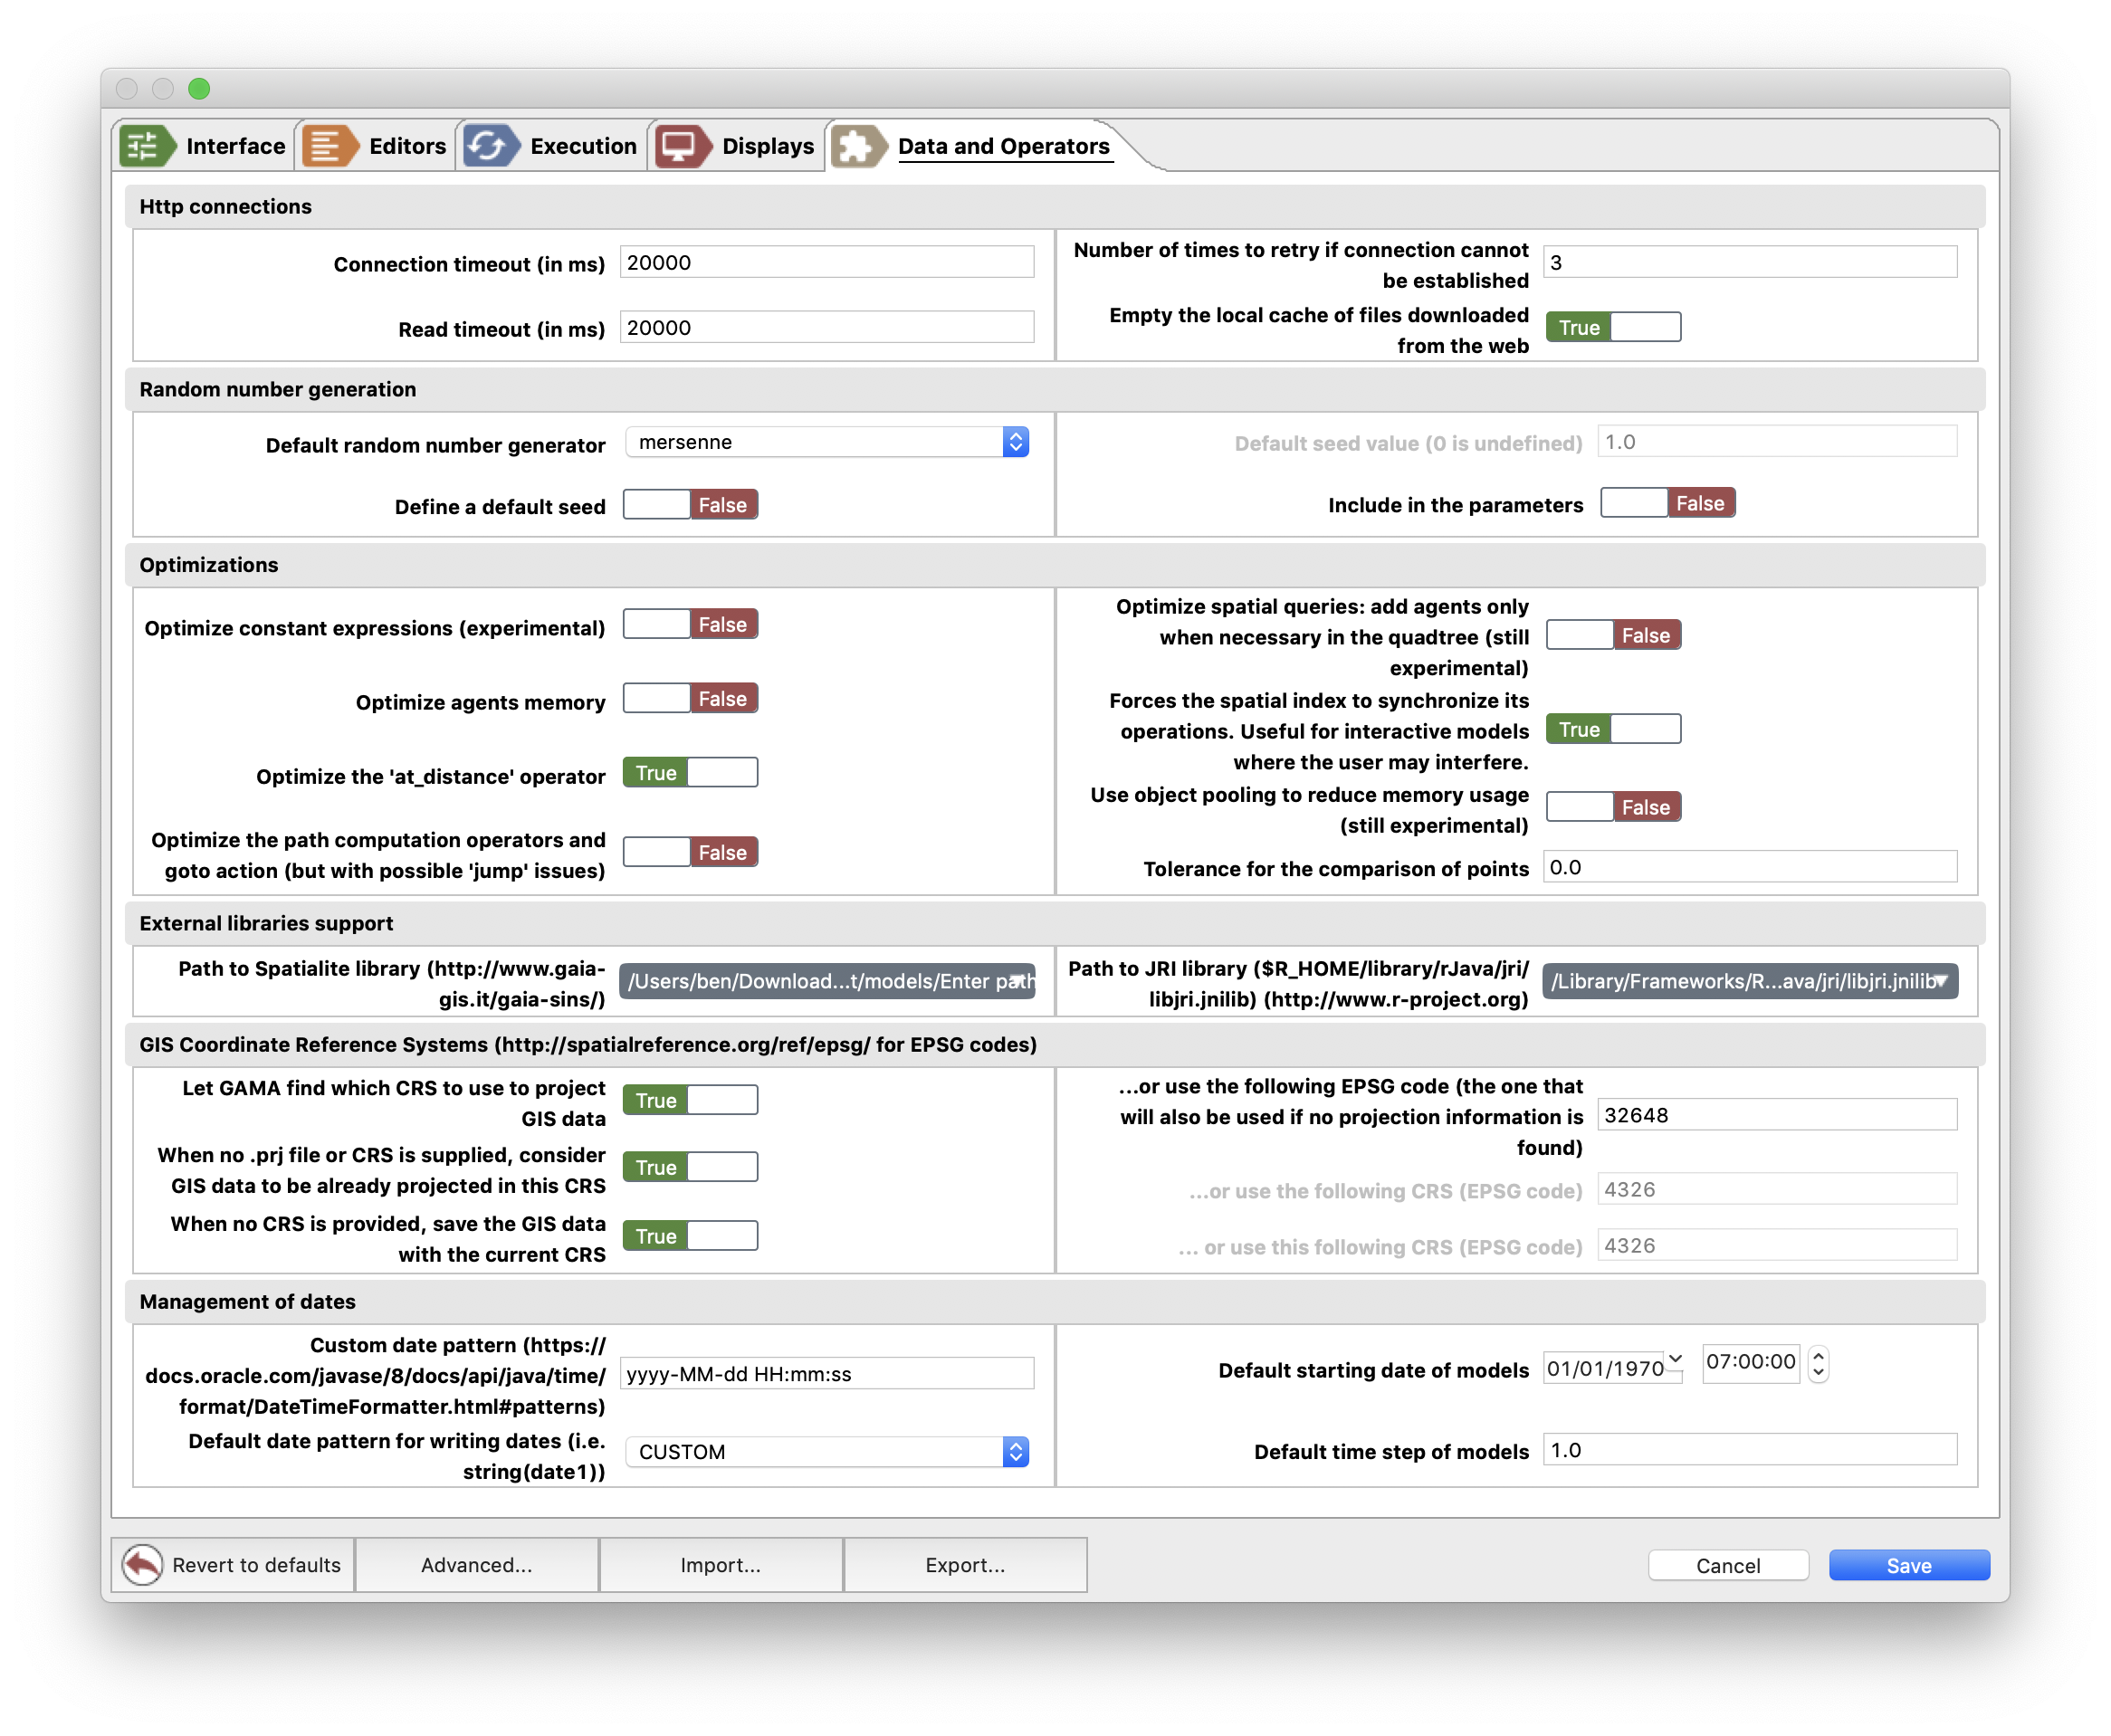 Interface Editors Execution Displays Data and Operators
Http connections
Connection timeout (in ms) 20000
Number of times to retry if connection cannot
be established 3
Read timeout (in ms) 20000
Empty the local cache of files downloaded
from the web True
Random number generation
Default random number generator mersenne
Default seed value (0 is undefined) 1.0
Define a default seed False
Include in the parameters False
Optimizations
Optimize constant expressions (experimental) False
Optimize agents memory False
Optimize the 'at_distance' operator True
Optimize the path computation operators and
goto action (but with possible 'jump' issues) False
Optimize spatial queries: add agents only
when necessary in the quadtree (still
experimental) False
Forces the spatial index to synchronize its
operations. Useful for interactive models
where the user may interfere. True
Use object pooling to reduce memory usage
(still experimental) False
Tolerance for the comparison of points 0.0
External libraries support
Path to Spatialite library (http://www.gaia-
gis.it/gaia-sins/) /Users/ben/Download...t/models/Enter path
Path to JRI library ($R_HOME/library/rJava/jri/
libjri.jnilib) (http://www.r-project.org) /Library/Frameworks/R...ava/jri/libjri.jnilib
GIS Coordinate Reference Systems (http://spatialreference.org/ref/epsg/ for EPSG codes)
Let GAMA find which CRS to use to project
GIS data True
When no .prj file or CRS is supplied, consider
GIS data to be already projected in this CRS True
When no CRS is provided, save the GIS data
with the current CRS True
...or use the following EPSG code (the one that
will also be used if no projection information is
found) 32648
...or use the following CRS (EPSG code) 4326
... or use this following CRS (EPSG code) 4326
Management of dates
Custom date pattern (https://
docs.oracle.com/javase/8/docs/api/java/time/
format/DateTimeFormatter.html#patterns) yyyy-MM-dd HH:mm:ss
Default date pattern for writing dates (i.e.
string(date1)) CUSTOM
Default starting date of models 01/01/1970 07:00:00
Default time step of models 1.0
Revert to defaults Advanced... Import... Export... Cancel Save